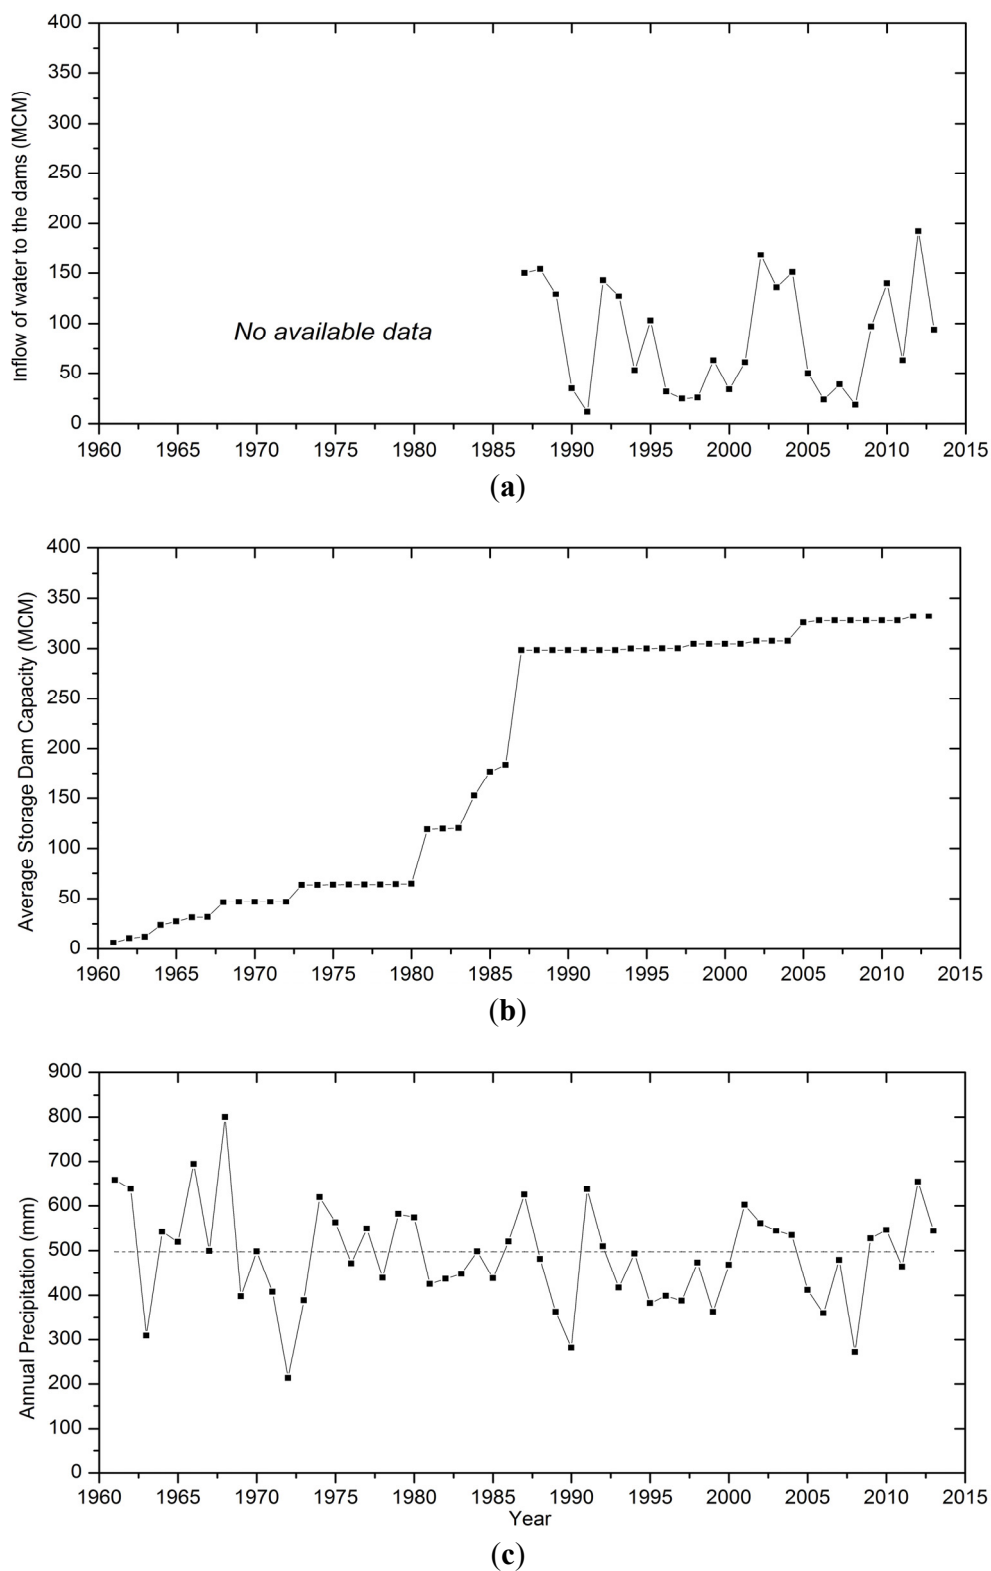 400
350
300
250
200
150
100
50
0
Inflow of water to the dams (MCM)
No available data
1960 1965 1970 1975 1980 1985 1990 1995 2000 2005 2010 2015
(a)
400
350
300
250
200
150
100
50
0
Average Storage Dam Capacity (MCM)
1960 1965 1970 1975 1980 1985 1990 1995 2000 2005 2010 2015
(b)
900
800
700
600
500
400
300
200
100
0
Annual Precipitation (mm)
1960 1965 1970 1975 1980 1985 1990 1995 2000 2005 2010 2015
Year
(c)